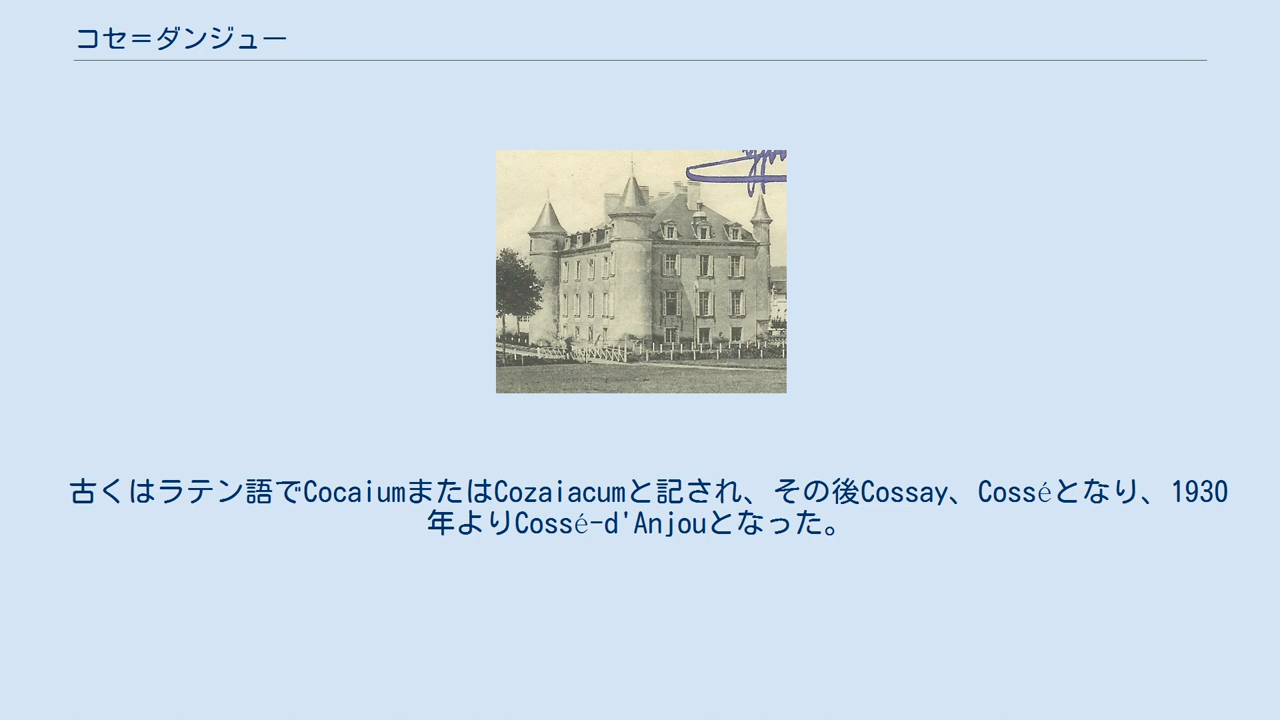 コセ＝ダンジュー
古くはラテン語でCocaiumまたはCozaiacumと記され、その後Cossay、Cosséとなり、1930
年よりCossé-d'Anjouとなった。